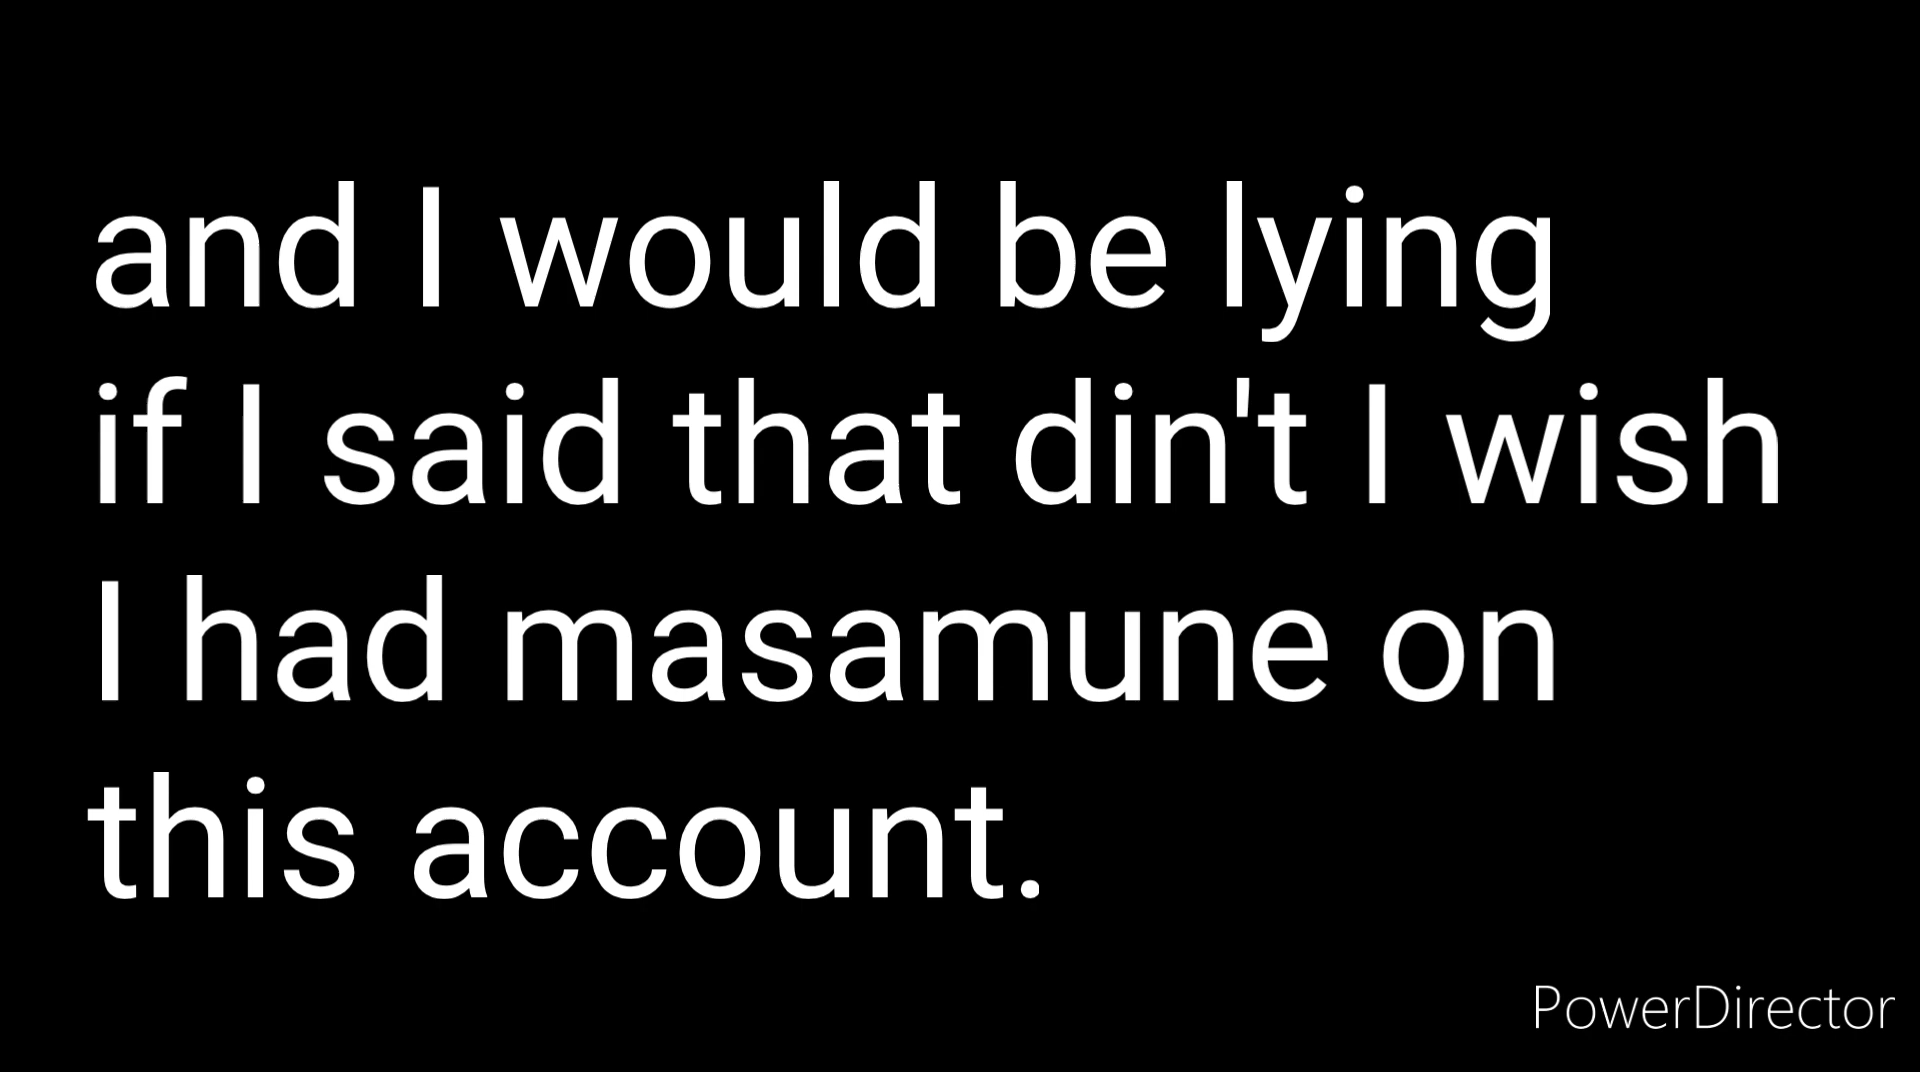 and I would be lying
if I said that din't I wish
I had masamune on
this account.
PowerDirector